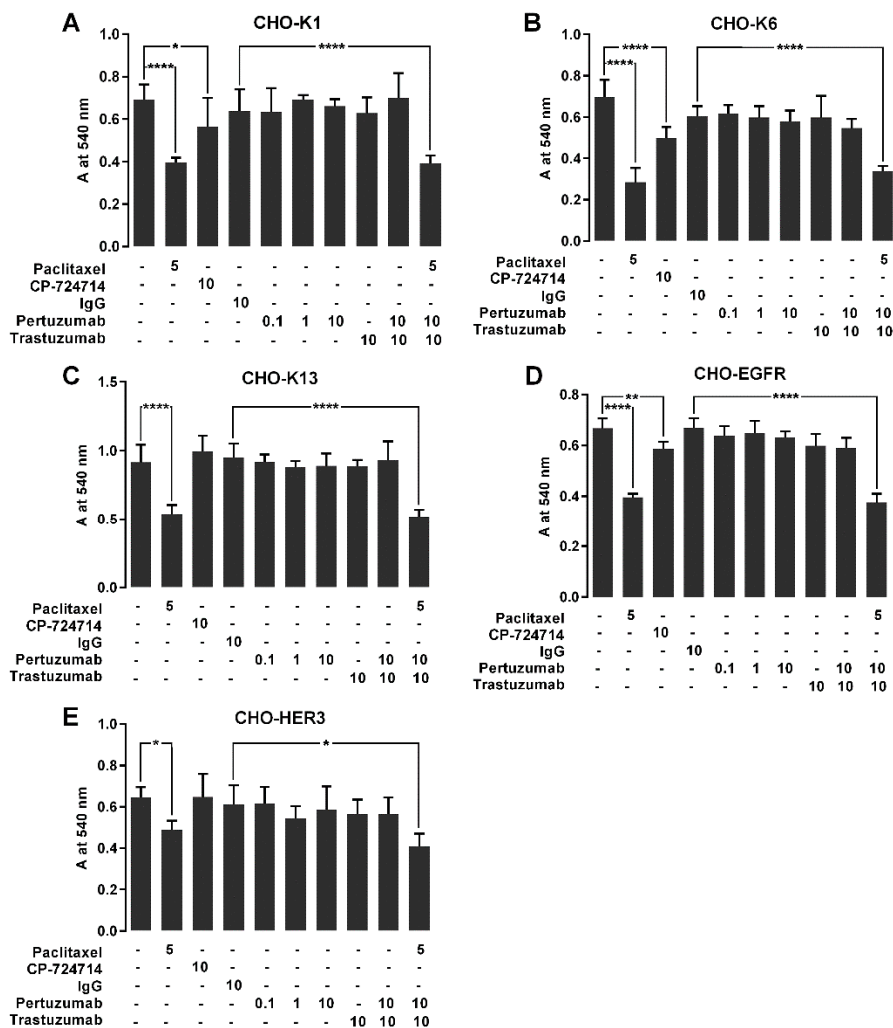 A
CHO-K1
A at 540 nm
1.0
0.8
0.6
0.4
0.2
0.0
* ****
****
Paclitaxel - 5 - - - - - - - 5
CP-724714 - - 10 - - - - - - -
IgG - - - 10 - - - - - -
Pertuzumab - - - - 0.1 1 10 - 10 10
Trastuzumab - - - - - - - 10 10 10
B
CHO-K6
A at 540 nm
1.0
0.8
0.6
0.4
0.2
0.0
**** ****
****
Paclitaxel - 5 - - - - - - - 5
CP-724714 - - 10 - - - - - - -
IgG - - - 10 - - - - - -
Pertuzumab - - - - 0.1 1 10 - 10 10
Trastuzumab - - - - - - - 10 10 10
C
CHO-K13
A at 540 nm
1.5
1.0
0.5
0.0
**** ****
Paclitaxel - 5 - - - - - - - 5
CP-724714 - - 10 - - - - - - -
IgG - - - 10 - - - - - -
Pertuzumab - - - - 0.1 1 10 - 10 10
Trastuzumab - - - - - - - 10 10 10
D
CHO-EGFR
A at 540 nm
0.8
0.6
0.4
0.2
0.0
** ****
****
Paclitaxel - 5 - - - - - - - 5
CP-724714 - - 10 - - - - - - -
IgG - - - 10 - - - - - -
Pertuzumab - - - - 0.1 1 10 - 10 10
Trastuzumab - - - - - - - 10 10 10
E
CHO-HER3
A at 540 nm
1.0
0.8
0.6
0.4
0.2
0.0
* *
Paclitaxel - 5 - - - - - - - 5
CP-724714 - - 10 - - - - - - -
IgG - - - 10 - - - - - -
Pertuzumab - - - - 0.1 1 10 - 10 10
Trastuzumab - - - - - - - 10 10 10